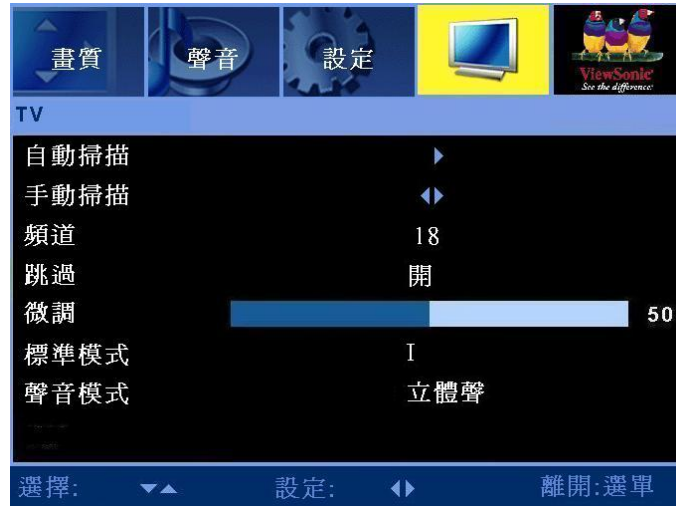 畫質 聲音 設定 ViewSonic®
See the difference®
TV
自動掃描
手動掃描
頻道 18
跳過 開
微調 50
標準模式 I
聲音模式 立體聲
選擇: 設定: 離開:選單